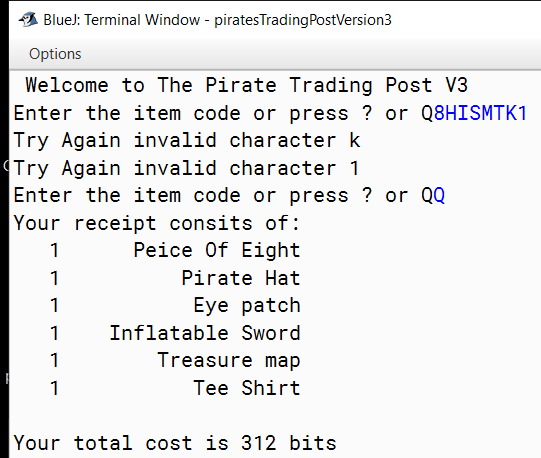 BlueJ: Terminal Window - piratesTradingPostVersion3
Options
Welcome to The Pirate Trading Post V3
Enter the item code or press ? or Q8HISMTK1
Try Again invalid character k
Try Again invalid character 1
Enter the item code or press ? or QQ
Your receipt consits of:
1 Peice Of Eight
1 Pirate Hat
1 Eye patch
1 Inflatable Sword
1 Treasure map
1 Tee Shirt
Your total cost is 312 bits